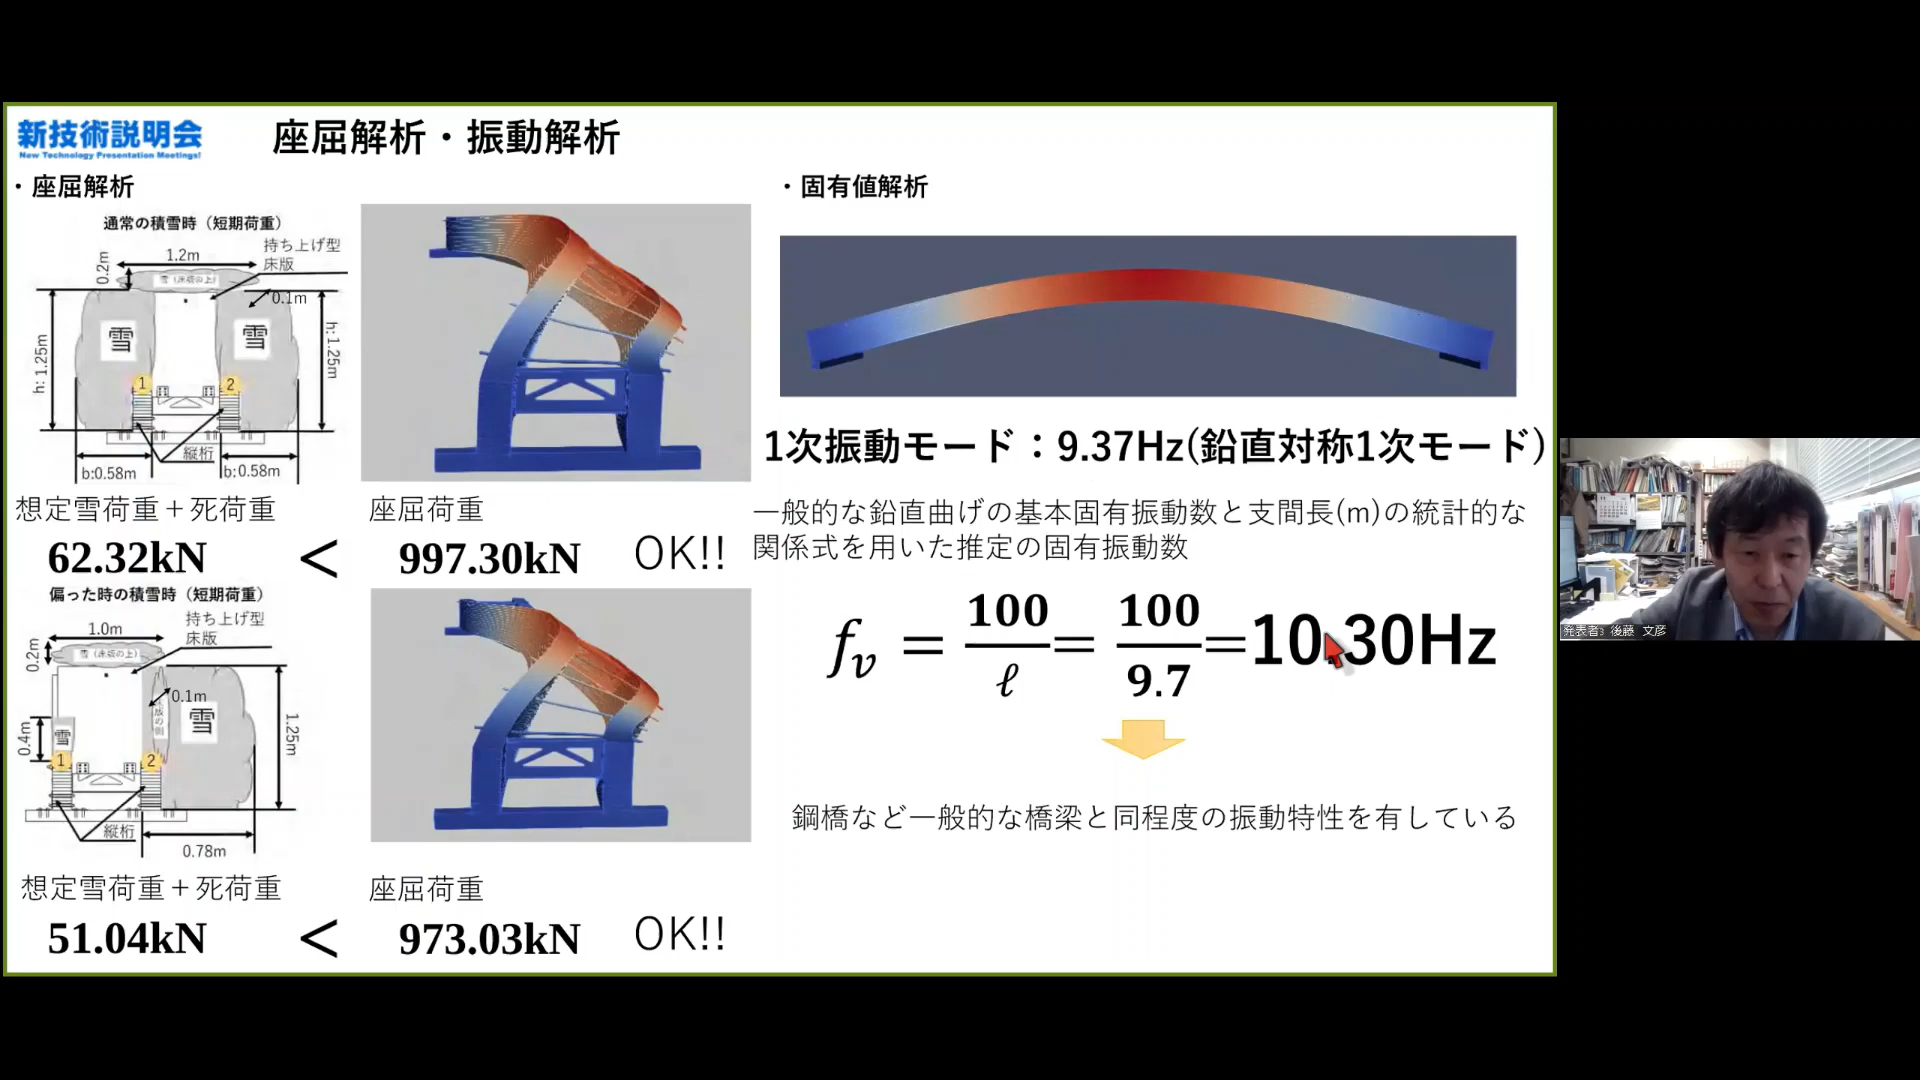 新技術説明会
New Technology Presentation Meetings!
座屈解析・振動解析
・座屈解析
通常の積雪時（短期荷重）
持ち上げ型
床版
1.2m
0.2m
雪（床版の上）
0.1m
雪
雪
h: 1.25m
h: 1.25m
1
2
縦桁
b:0.58m
b:0.58m
想定雪荷重＋死荷重
座屈荷重
62.32kN
<
997.30kN
OK!!
偏った時の積雪時（短期荷重）
持ち上げ型
床版
1.0m
0.2m
雪（床版の上）
0.1m
雪
雪
0.4m
1.25m
1
2
縦桁
0.78m
想定雪荷重＋死荷重
座屈荷重
51.04kN
<
973.03kN
OK!!
・固有値解析
1次振動モード：9.37Hz(鉛直対称1次モード)
一般的な鉛直曲げの基本固有振動数と支間長(m)の統計的な
関係式を用いた推定の固有振動数
fv = 100/ℓ = 100/9.7 =10.30Hz
鋼橋など一般的な橋梁と同程度の振動特性を有している
発表者: 後藤 文彦